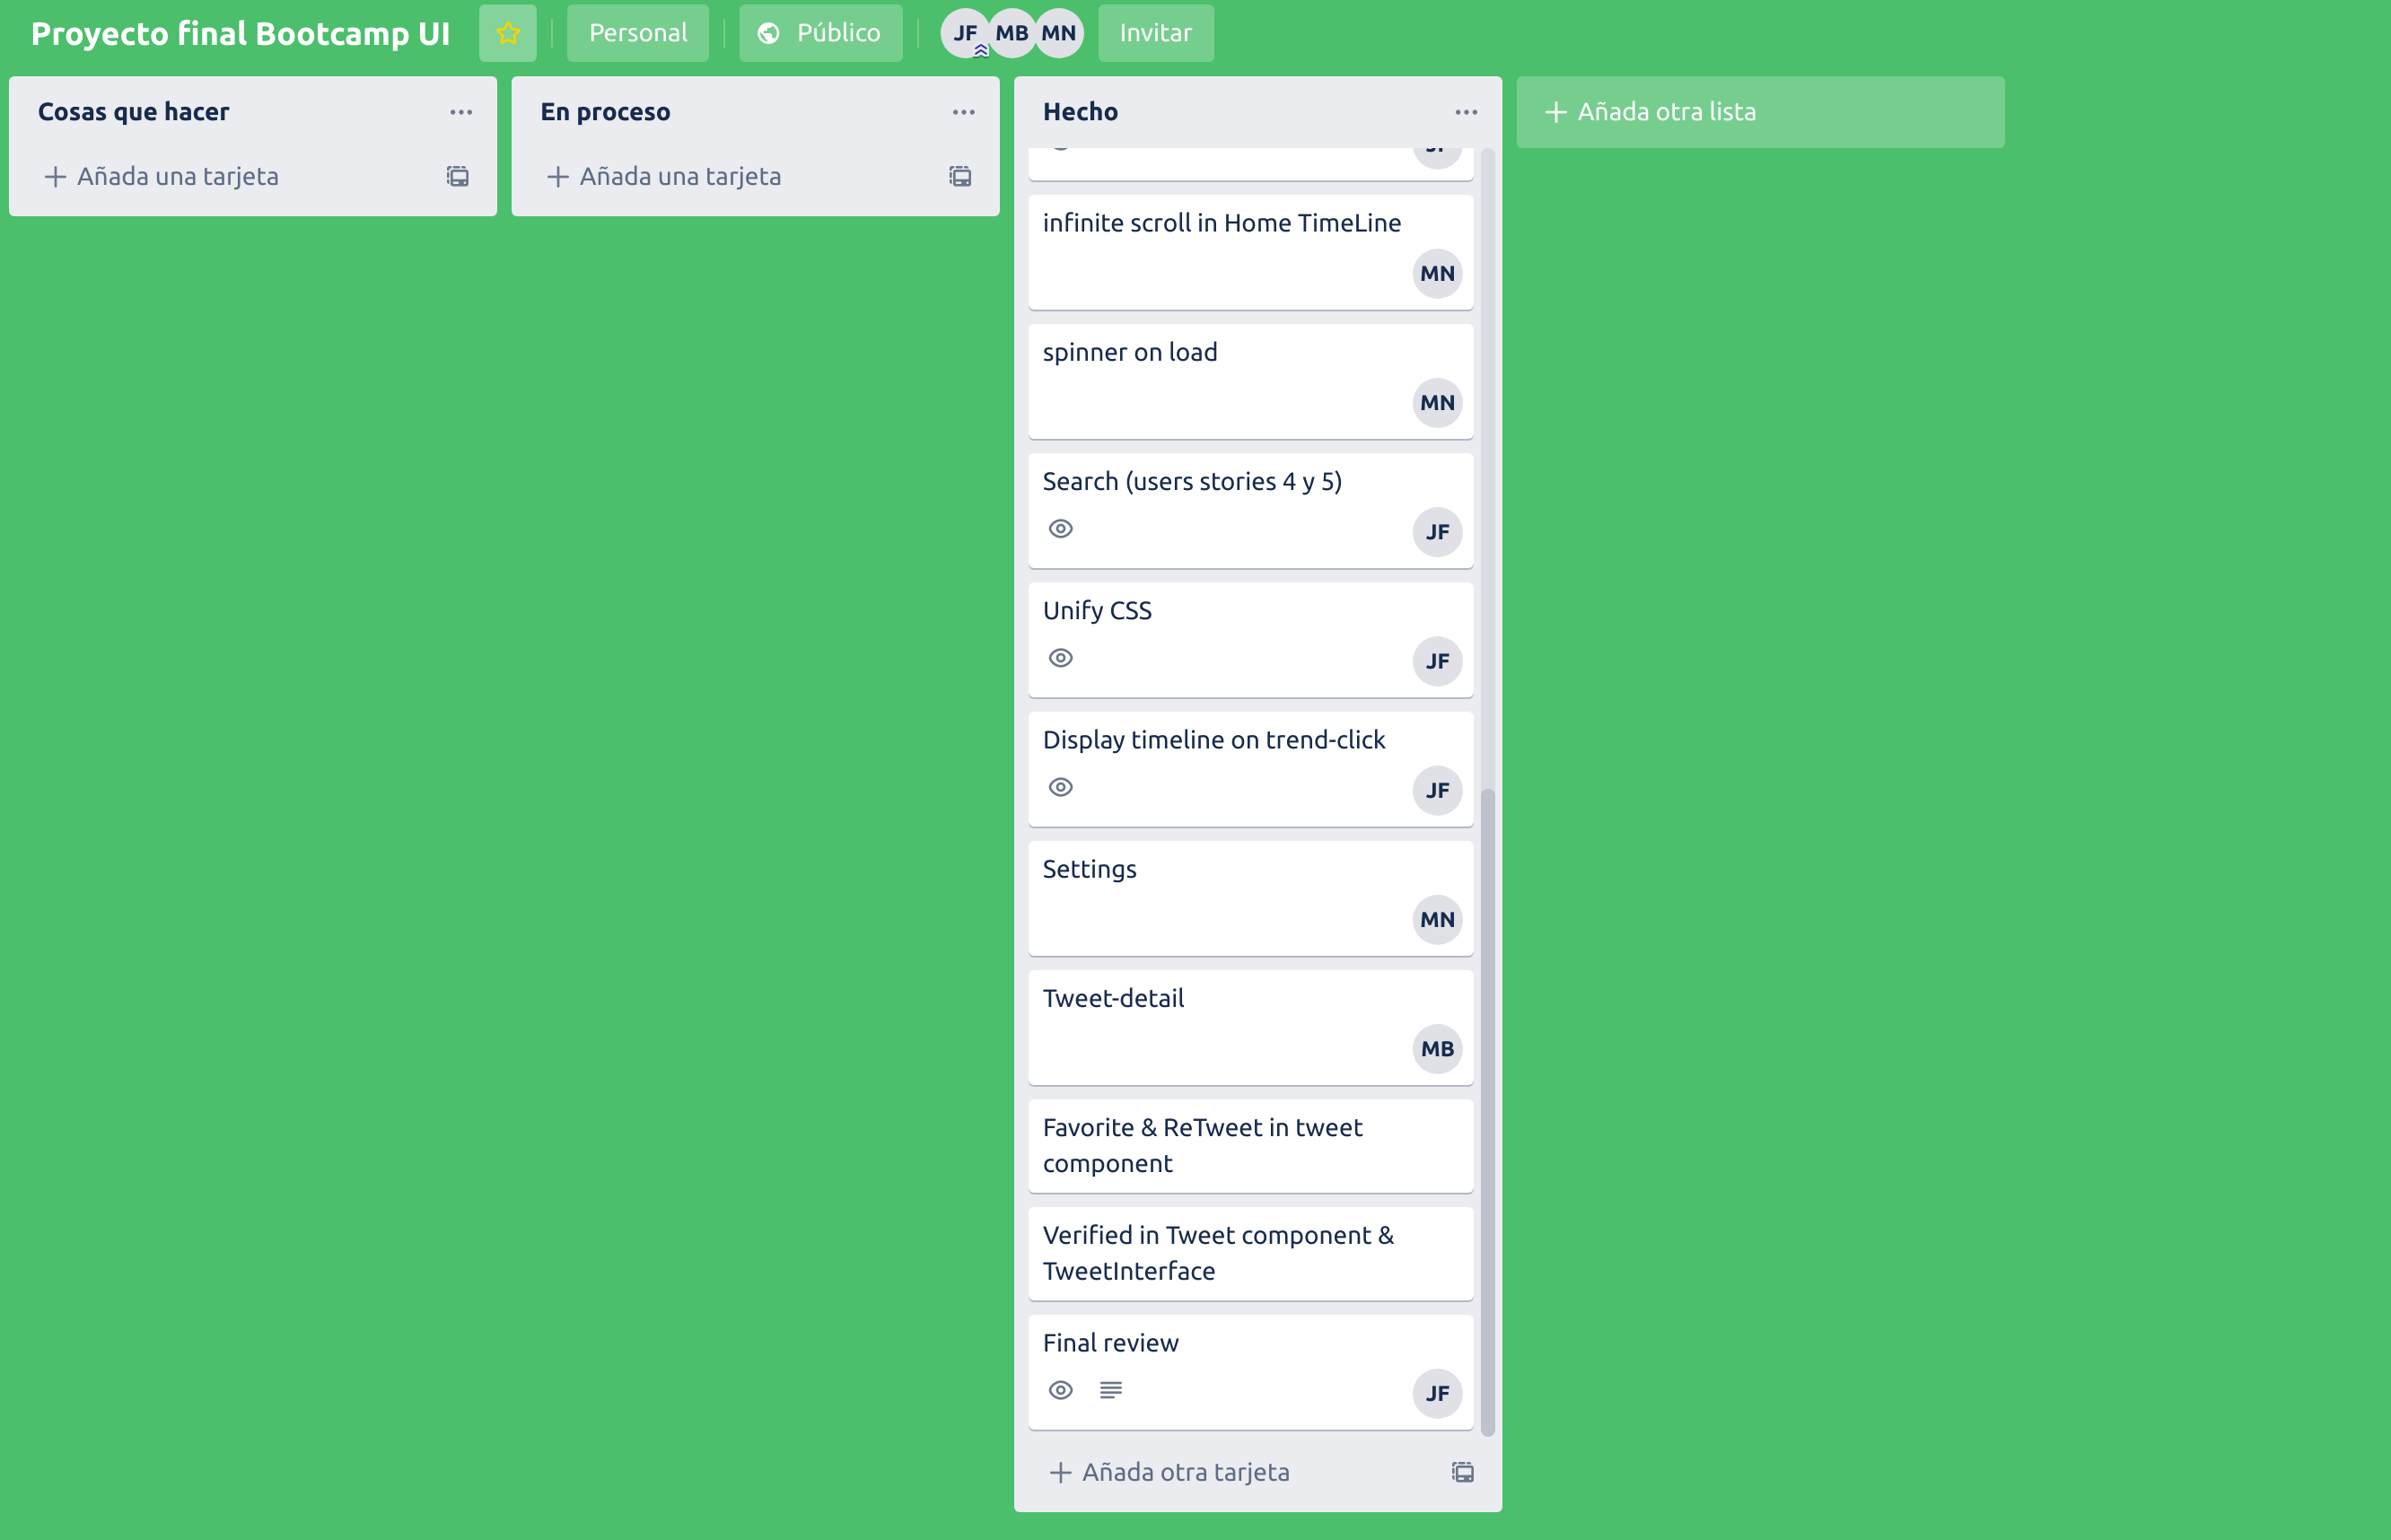 Proyecto final Bootcamp UI
Personal
Público
JF MB MN
Invitar
Cosas que hacer
Añada una tarjeta
En proceso
Añada una tarjeta
Hecho
JF
infinite scroll in Home TimeLine
MN
spinner on load
MN
Search (users stories 4 y 5)
JF
Unify CSS
JF
Display timeline on trend-click
JF
Settings
MN
Tweet-detail
MB
Favorite & ReTweet in tweet
component
Verified in Tweet component &
TweetInterface
Final review
JF
Añada otra tarjeta
Añada otra lista